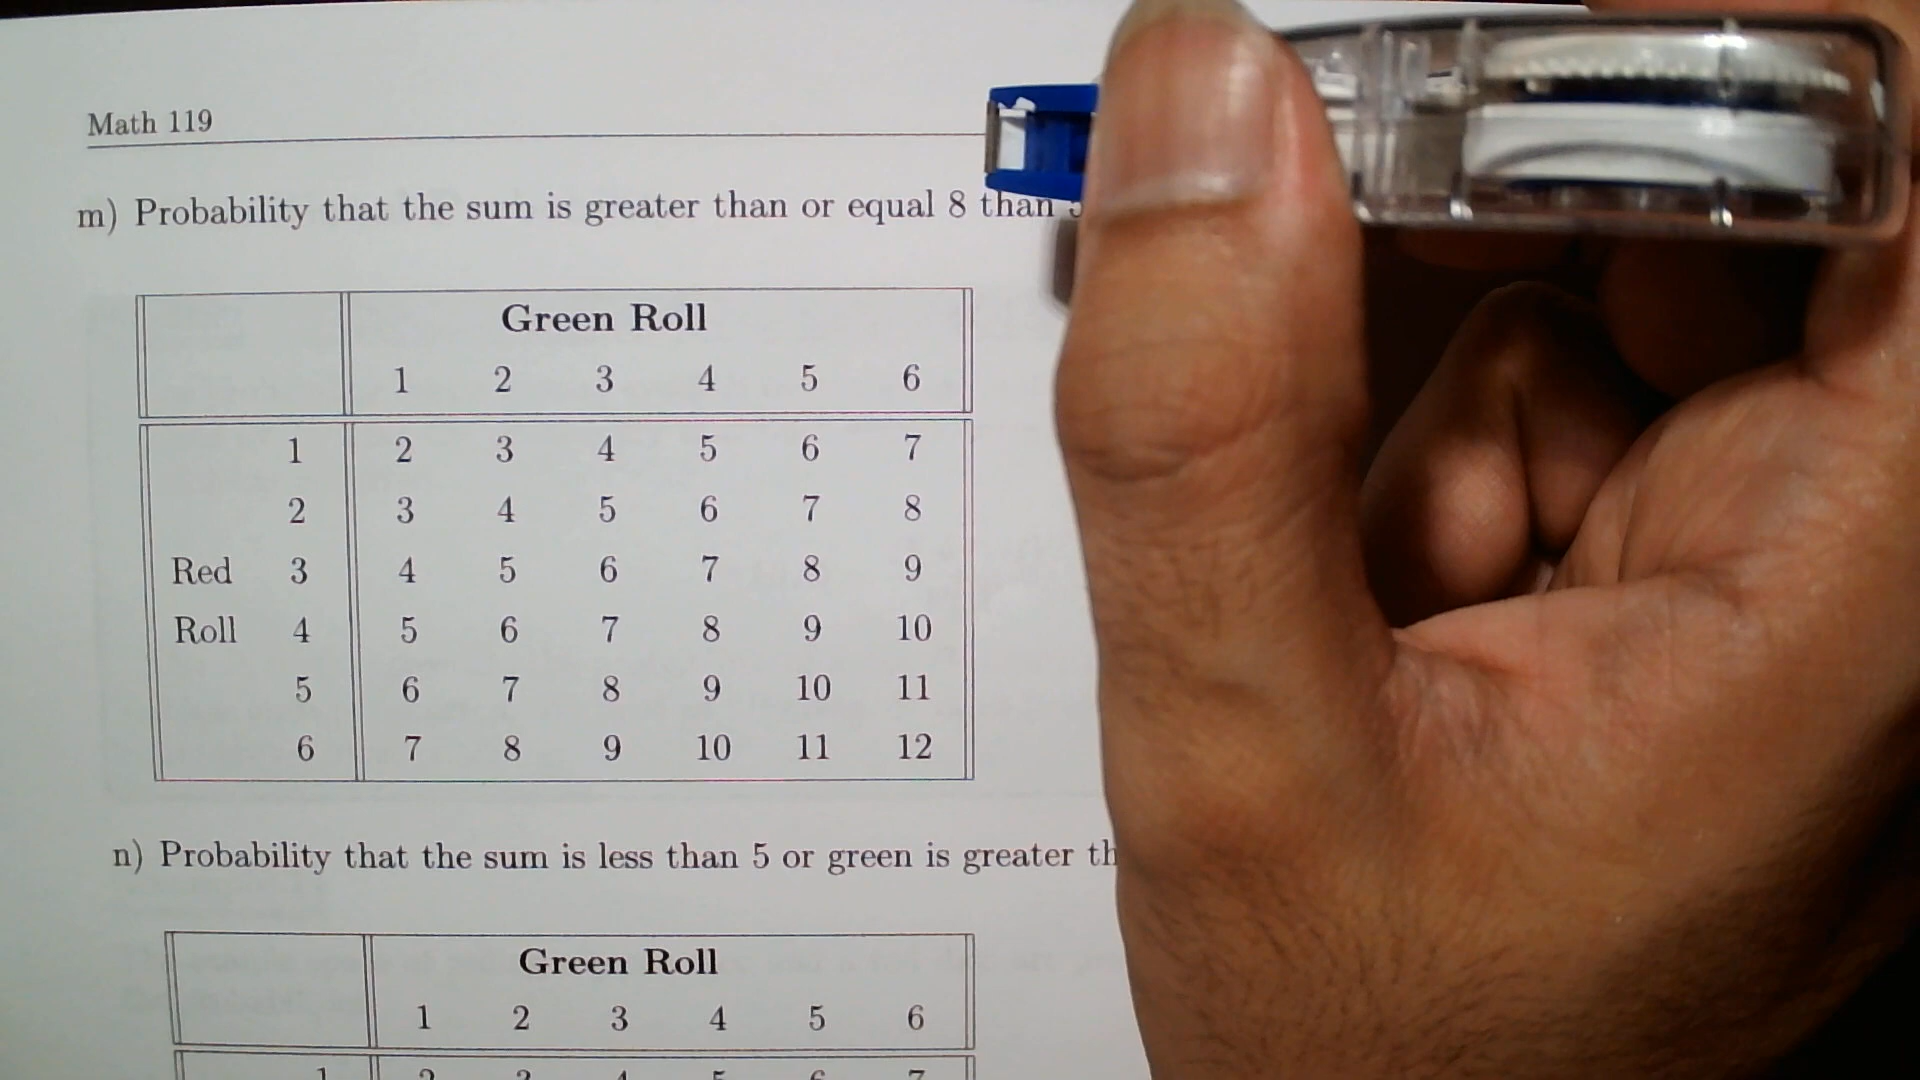 Math 119
m) Probability that the sum is greater than or equal 8 than
Green Roll
1 2 3 4 5 6
1 2 3 4 5 6 7
2 3 4 5 6 7 8
Red 3 4 5 6 7 8 9
Roll 4 5 6 7 8 9 10
5 6 7 8 9 10 11
6 7 8 9 10 11 12
n) Probability that the sum is less than 5 or green is greater
Green Roll
1 2 3 4 5 6